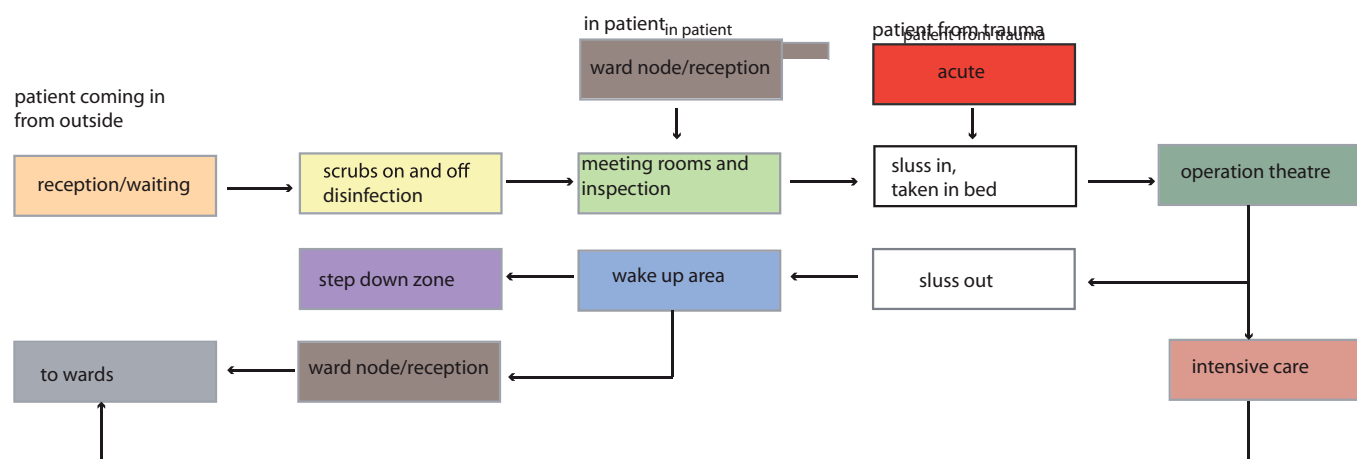 in patient
in patient
patient from trauma
patient from trauma
ward node/reception
acute
patient coming in
from outside
reception/waiting
scrubs on and off
disinfection
meeting rooms and
inspection
sluss in,
taken in bed
operation theatre
step down zone
wake up area
sluss out
to wards
ward node/reception
intensive care